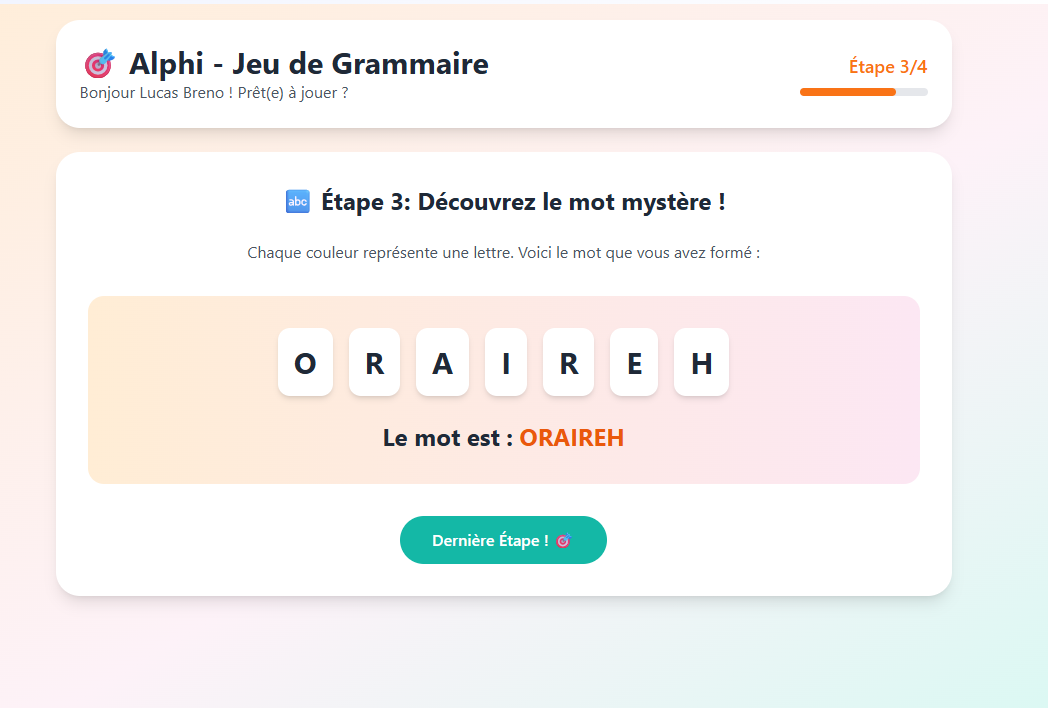 Alphi - Jeu de Grammaire
Bonjour Lucas Breno ! Prêt(e) à jouer ?
Étape 3/4
abc Étape 3: Découvrez le mot mystère !
Chaque couleur représente une lettre. Voici le mot que vous avez formé :
O R A I R E H
Le mot est : ORAIREH
Dernière Étape !